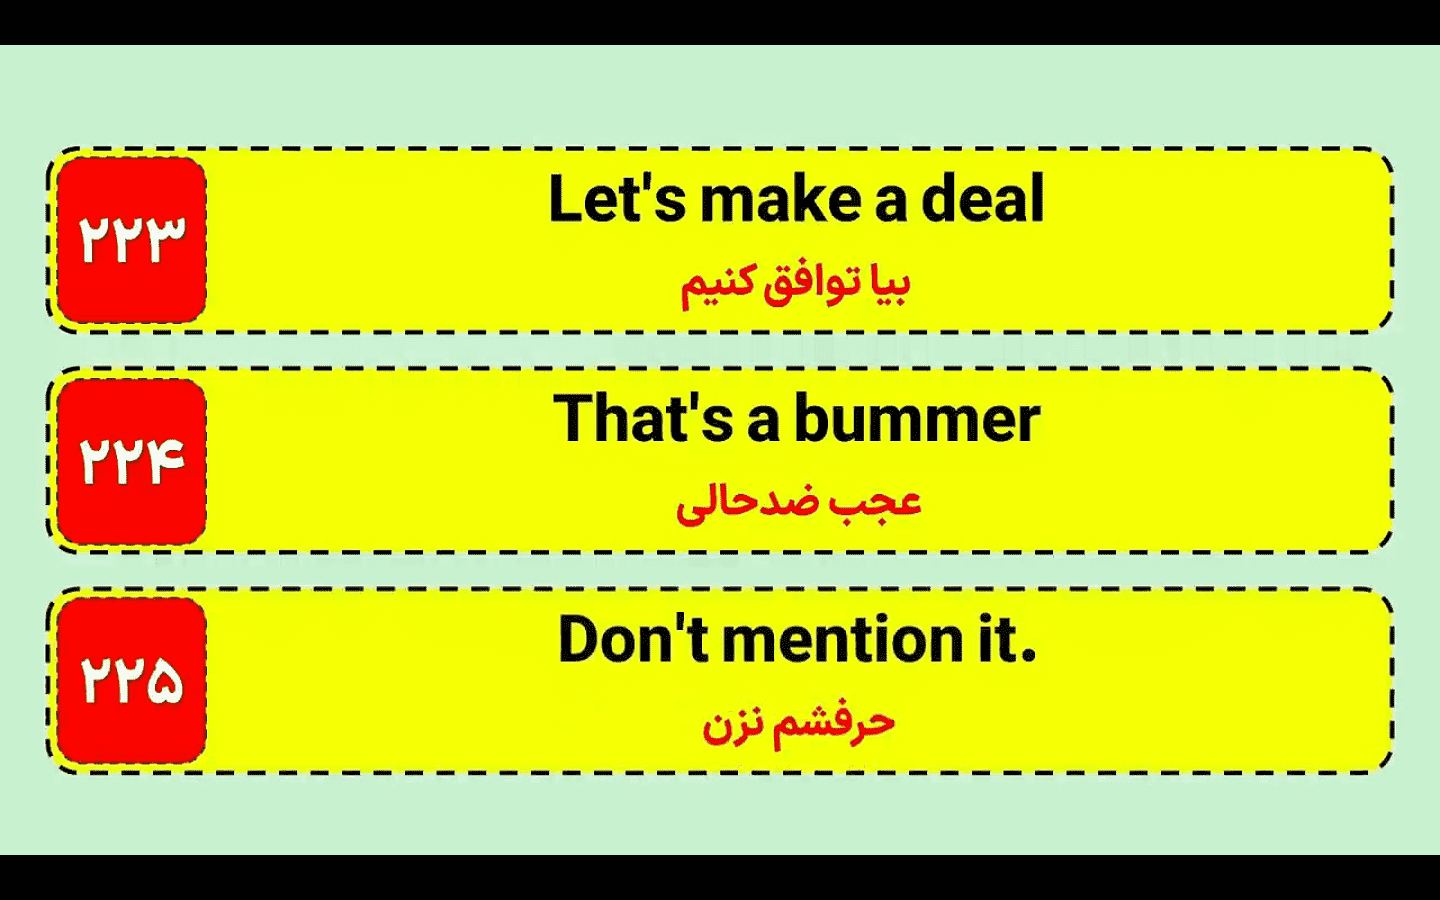 ۲۲۳
Let's make a deal
بیا توافق کنیم
۲۲۴
That's a bummer
عجب ضدحالی
۲۲۵
Don't mention it.
حرفشم نزن